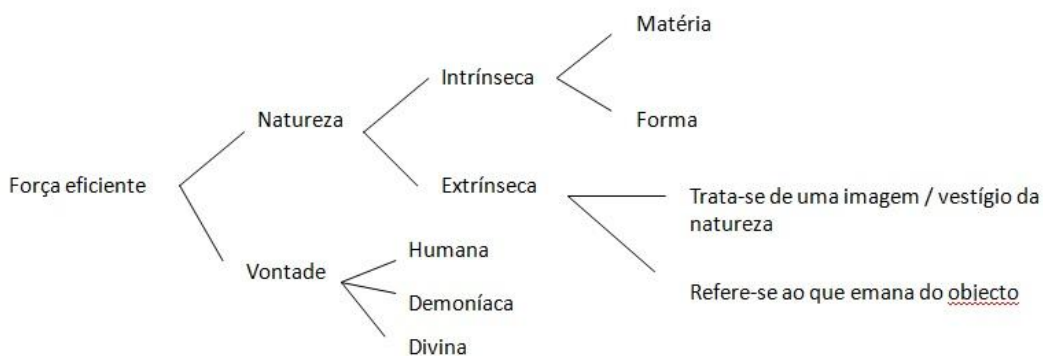 Matéria
Intrínseca
Natureza
Forma
Força eficiente
Extrínseca
Trata-se de uma imagem / vestígio da
natureza
Humana
Vontade
Demoníaca
Refere-se ao que emana do objecto
Divina